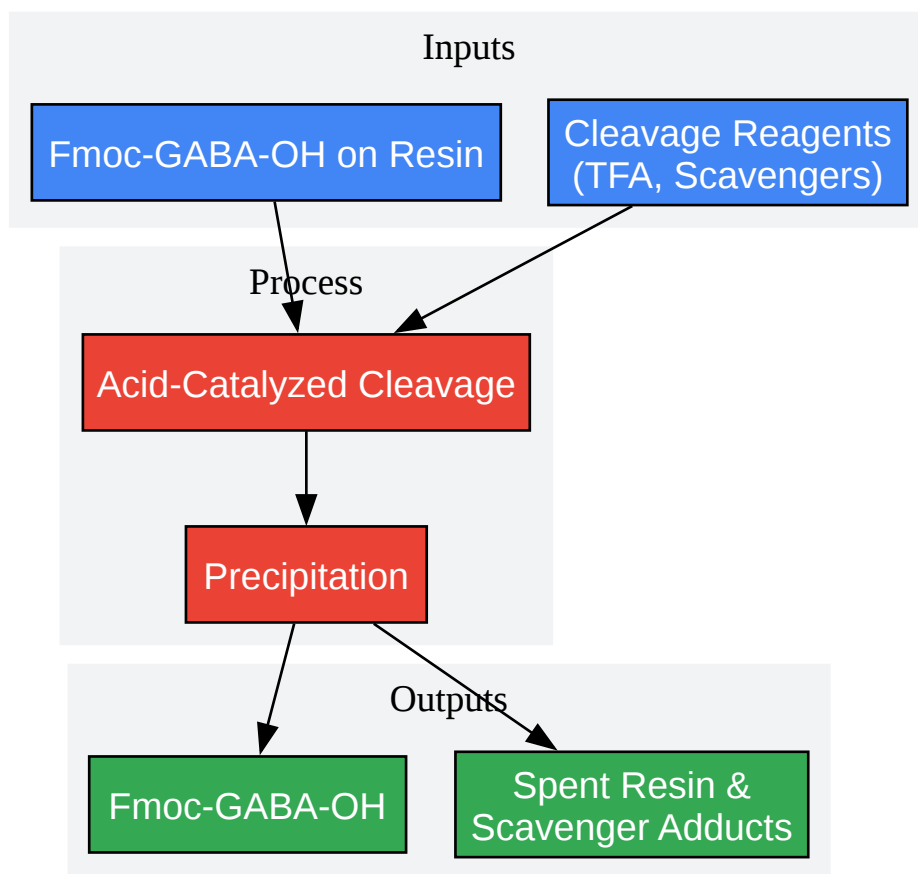 Inputs
Fmoc-GABA-OH on Resin
Cleavage Reagents
(TFA, Scavengers)
Process
Acid-Catalyzed Cleavage
Precipitation
Outputs
Fmoc-GABA-OH
Spent Resin &
Scavenger Adducts